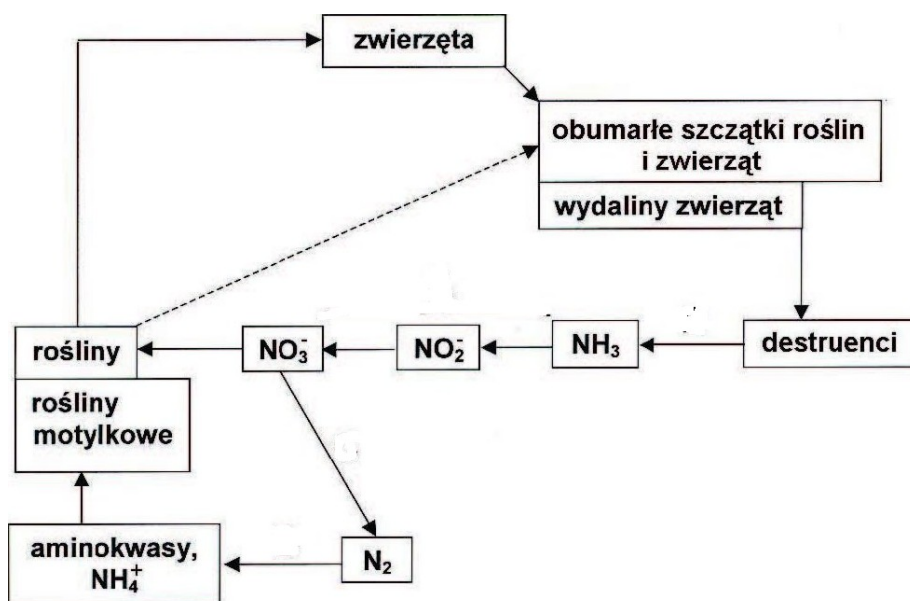 zwierzęta
obumarłe szczątki roślin
i zwierząt
wydaliny zwierząt
rośliny
NO₃⁻
NO₂⁻
NH₃
destruenci
rośliny
motylkowe
aminokwasy,
NH₄⁺
N₂